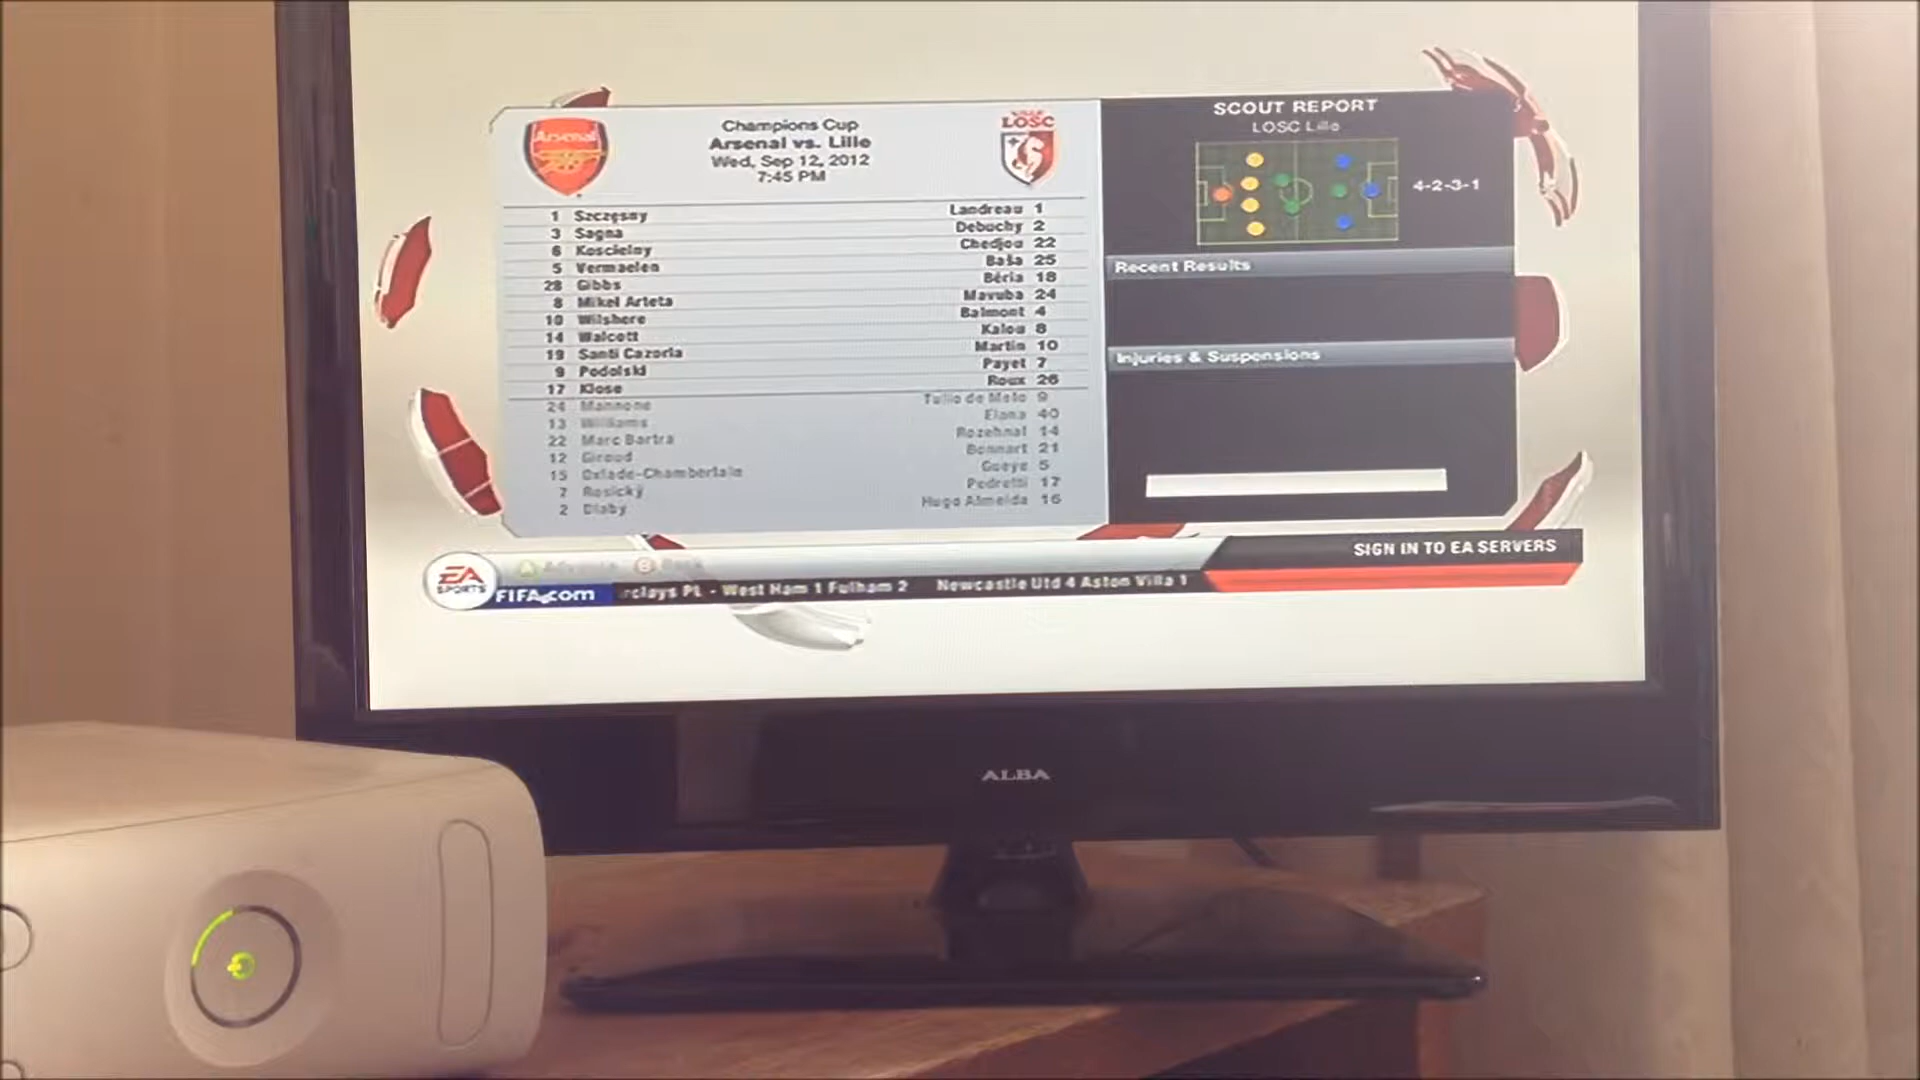 Arsenal
Champions Cup
Arsenal vs. Lille
Wed, Sep 12, 2012
7:45 PM
LOSC
1 Szczęsny
3 Sagna
6 Koscielny
5 Vermaelen
28 Gibbs
8 Mikel Arteta
10 Wilshere
14 Walcott
19 Santi Cazorla
9 Podolski
17 Klose
24 Mannone
13 Williams
22 Marc Bartra
12 Giroud
15 Oxlade-Chamberlain
7 Rosický
2 Diaby
Landreau 1
Debuchy 2
Chedjou 22
Baša 25
Béria 18
Mavuba 24
Balmont 4
Kalou 8
Martin 10
Payet 7
Roux 26
Tulio de Melo 9
Elana 40
Rozehnal 14
Bonnart 21
Gueye 5
Pedretti 17
Hugo Almeida 16
SCOUT REPORT
LOSC Lille
4-2-3-1
Recent Results
Injuries & Suspensions
A Advance B Back
SIGN IN TO EA SERVERS
EA SPORTS
FIFA.com
rclays PL - West Ham 1 Fulham 2 Newcastle Utd 4 Aston Villa 1
ALBA